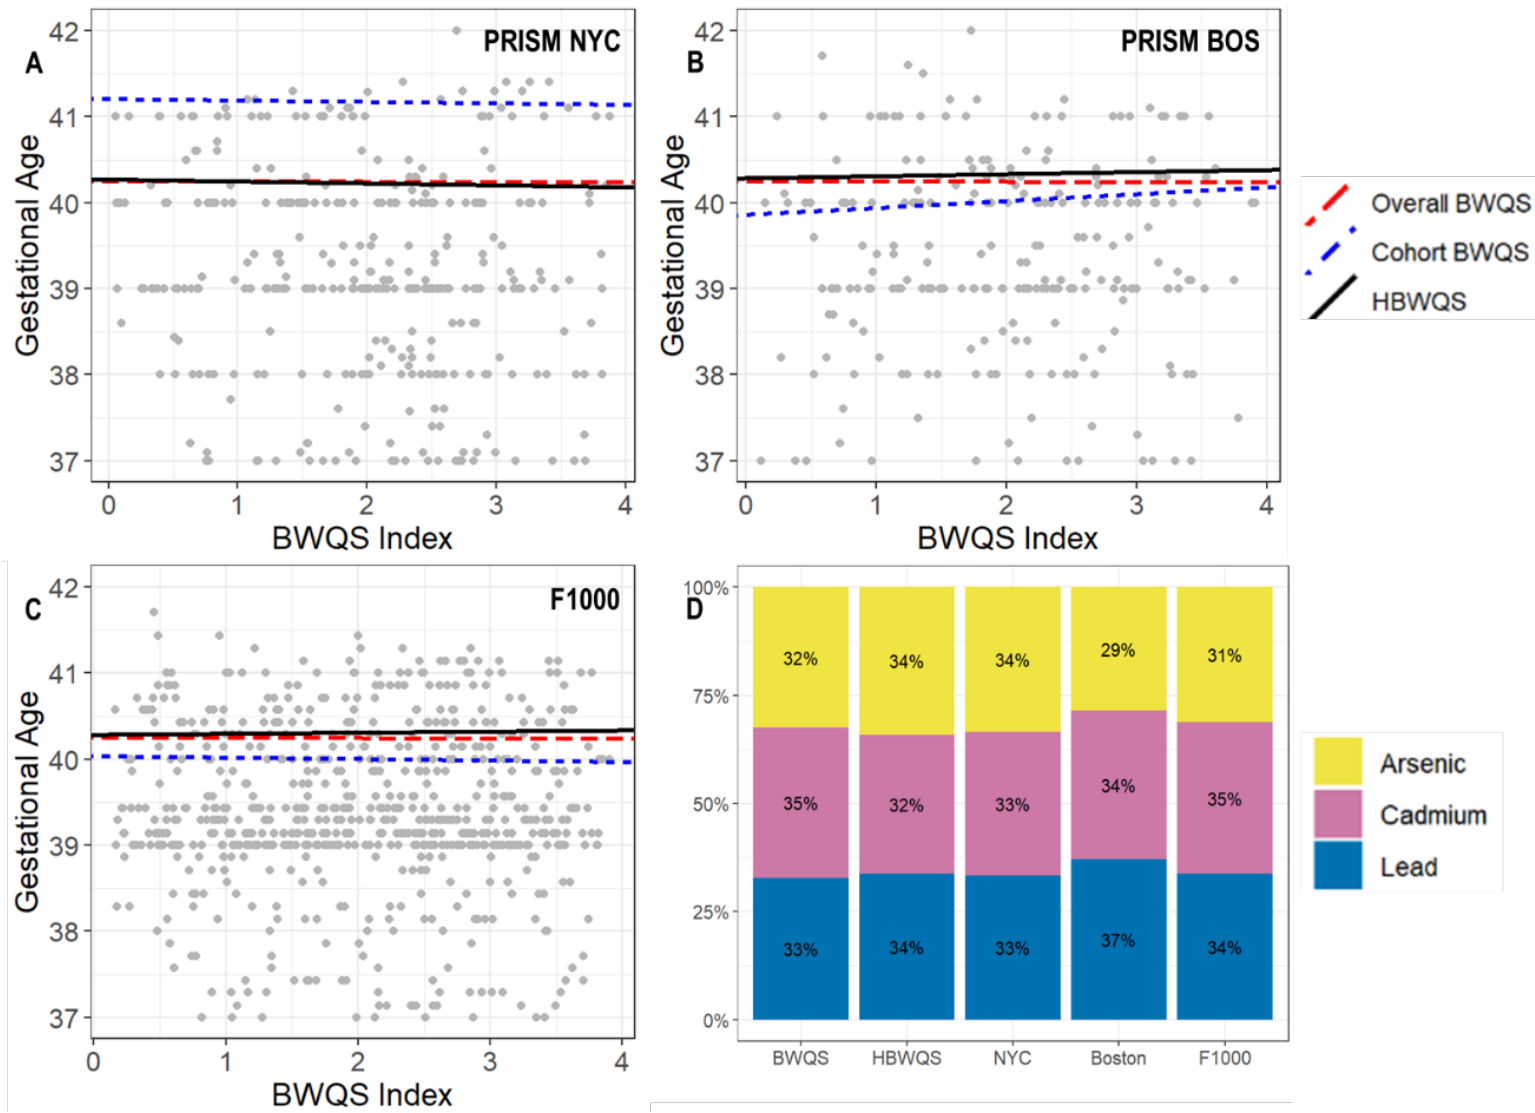 A
PRISM NYC
Gestational Age
42
41
40
39
38
37
0 1 2 3 4
BWQS Index
B
PRISM BOS
Gestational Age
42
41
40
39
38
37
0 1 2 3 4
BWQS Index
Overall BWQS
Cohort BWQS
HBWQS
C
F1000
Gestational Age
42
41
40
39
38
37
0 1 2 3 4
BWQS Index
D
100%
75%
50%
25%
0%
32% 34% 34% 29% 31%
35% 32% 33% 34% 35%
33% 34% 33% 37% 34%
BWQS HBWQS NYC Boston F1000
Arsenic
Cadmium
Lead